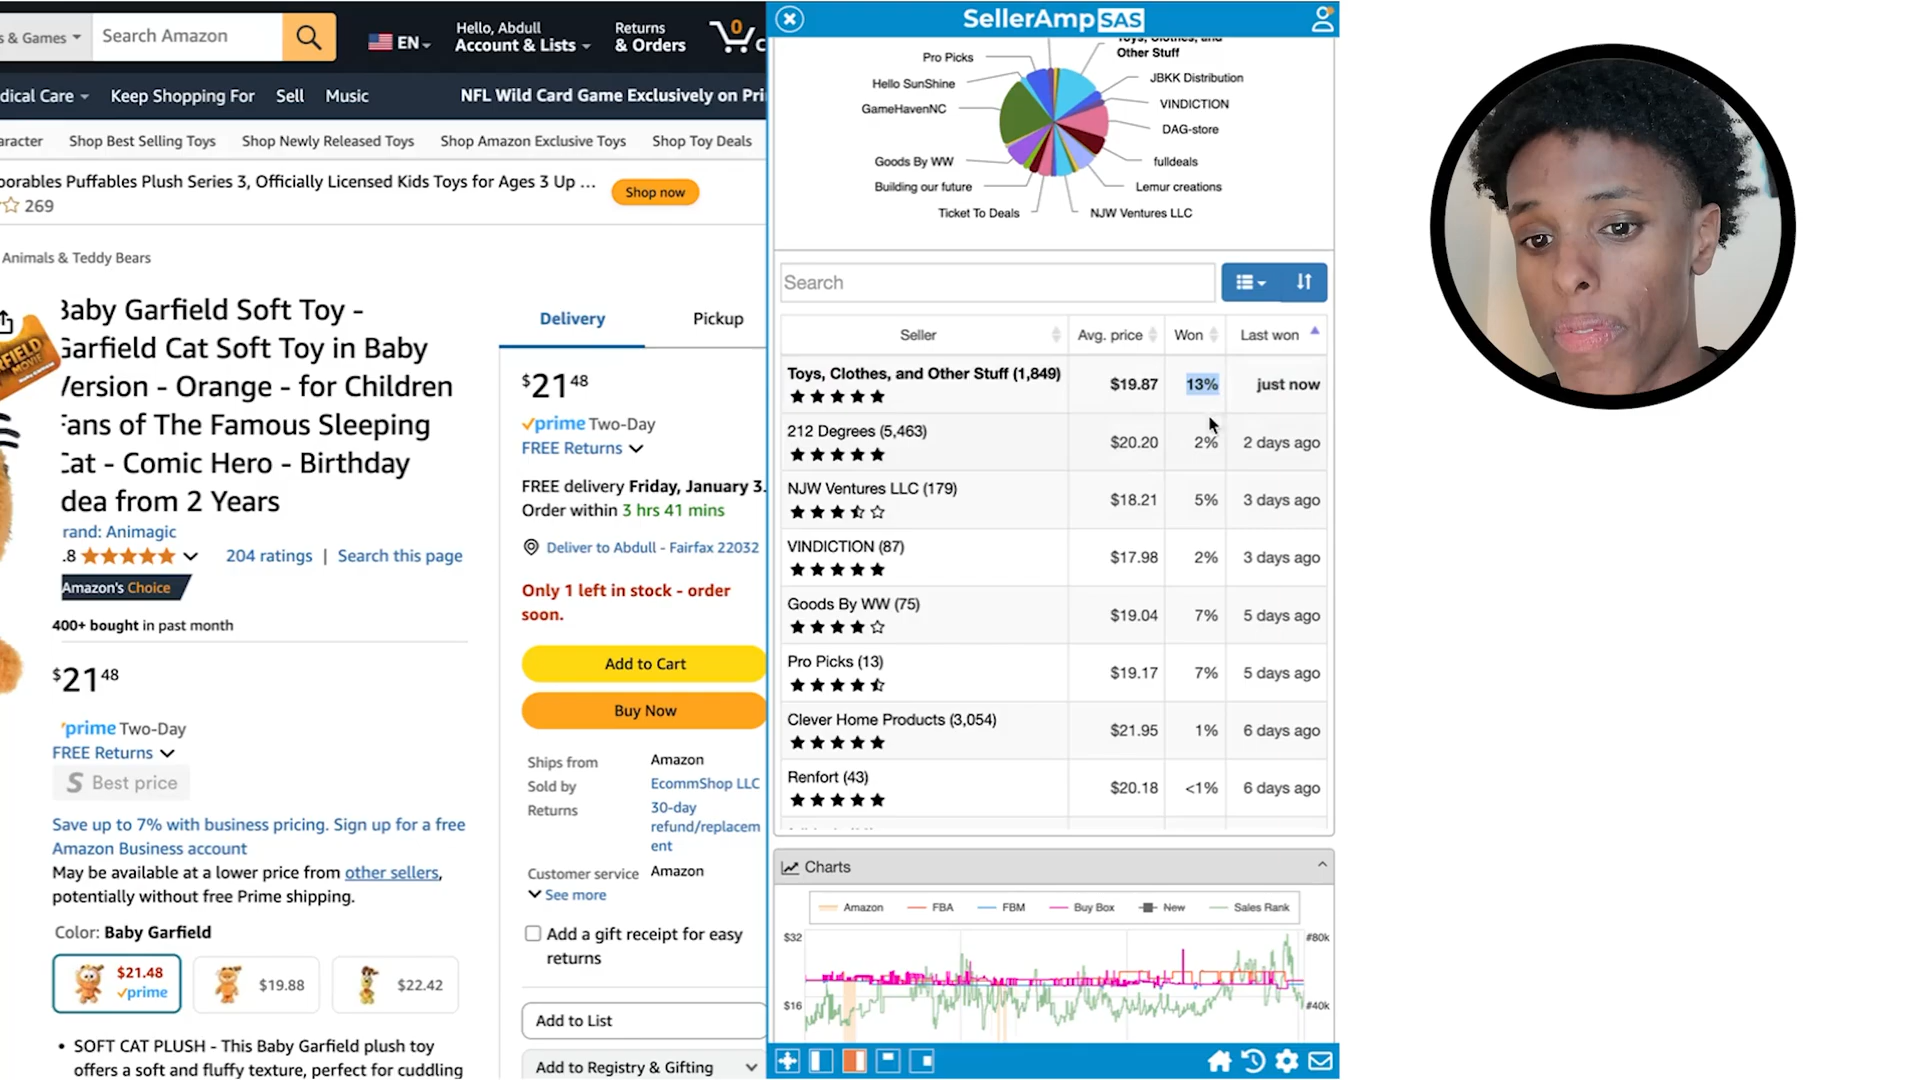 s & Games
Search Amazon
EN
Hello, Abdull
Account & Lists
Returns
& Orders
0
C
dical Care
Keep Shopping For
Sell
Music
NFL Wild Card Game Exclusively on Pri
aracter
Shop Best Selling Toys
Shop Newly Released Toys
Shop Amazon Exclusive Toys
Shop Toy Deals
oorables Puffables Plush Series 3, Officially Licensed Kids Toys for Ages 3 Up ...
269
Shop now
Animals & Teddy Bears
FIELD
Baby Garfield Soft Toy -
Garfield Cat Soft Toy in Baby
Version - Orange - for Children
Fans of The Famous Sleeping
Cat - Comic Hero - Birthday
dea from 2 Years
rand: Animagic
.8
204 ratings | Search this page
Amazon's Choice
400+ bought in past month
$21 48
prime Two-Day
FREE Returns
S Best price
Save up to 7% with business pricing. Sign up for a free
Amazon Business account
May be available at a lower price from other sellers,
potentially without free Prime shipping.
Color: Baby Garfield
$21.48
prime
$19.88
$22.42
• SOFT CAT PLUSH - This Baby Garfield plush toy
offers a soft and fluffy texture, perfect for cuddling
Delivery
Pickup
$21 48
prime Two-Day
FREE Returns
FREE delivery Friday, January 3.
Order within 3 hrs 41 mins
Deliver to Abdull - Fairfax 22032
Only 1 left in stock - order
soon.
Add to Cart
Buy Now
Ships from Amazon
Sold by EcommShop LLC
Returns 30-day
refund/replacem
ent
Customer service Amazon
See more
Add a gift receipt for easy
returns
Add to List
Add to Registry & Gifting
SellerAmp SAS
Toys, Clothes, and
Other Stuff
Pro Picks
JBKK Distribution
Hello SunShine
VINDICTION
GameHavenNC
DAG-store
Goods By WW
fulldeals
Building our future
Lemur creations
Ticket To Deals
NJW Ventures LLC
Search
Seller Avg. price Won Last won
Toys, Clothes, and Other Stuff (1,849) $19.87 13% just now
212 Degrees (5,463) $20.20 2% 2 days ago
NJW Ventures LLC (179) $18.21 5% 3 days ago
VINDICTION (87) $17.98 2% 3 days ago
Goods By WW (75) $19.04 7% 5 days ago
Pro Picks (13) $19.17 7% 5 days ago
Clever Home Products (3,054) $21.95 1% 6 days ago
Renfort (43) $20.18 <1% 6 days ago
Charts
Amazon FBA FBM Buy Box New Sales Rank
$32
#80k
$16
#40k